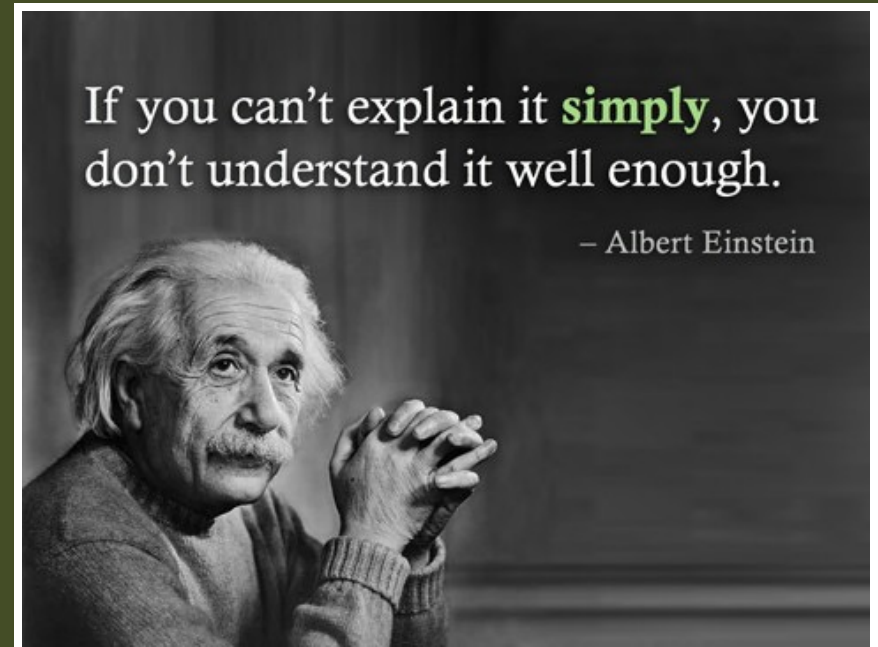 If you can’t explain it simply, you
don’t understand it well enough.
– Albert Einstein